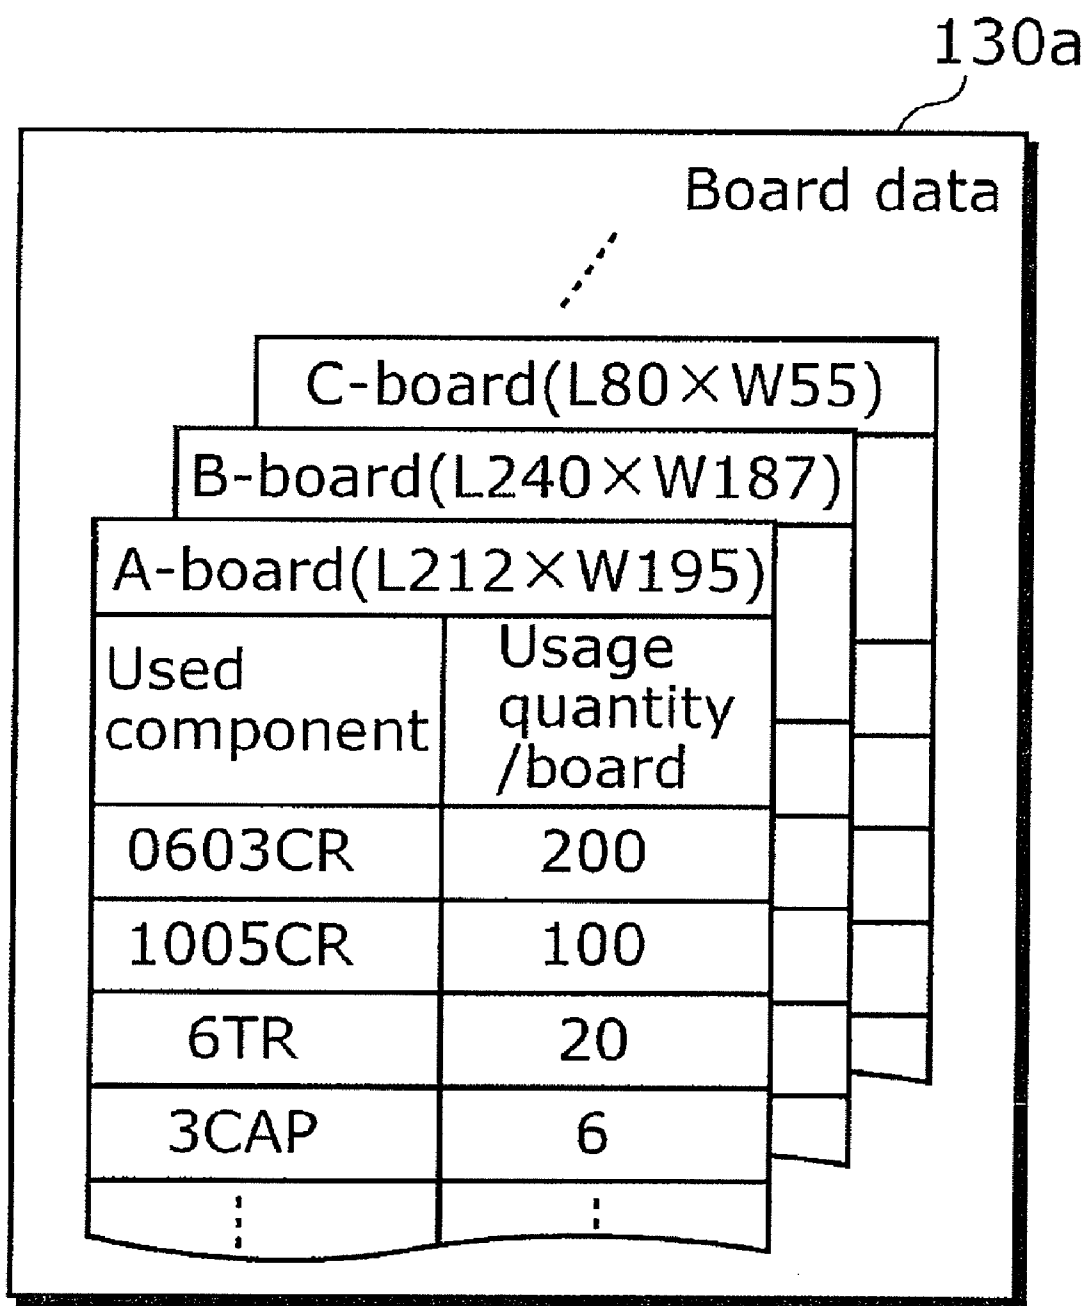 130a
Board data
C-board(L80×W55)
B-board(L240×W187)
A-board(L212×W195)
Used
component
Usage
quantity
/board
0603CR 200
1005CR 100
6TR 20
3CAP 6